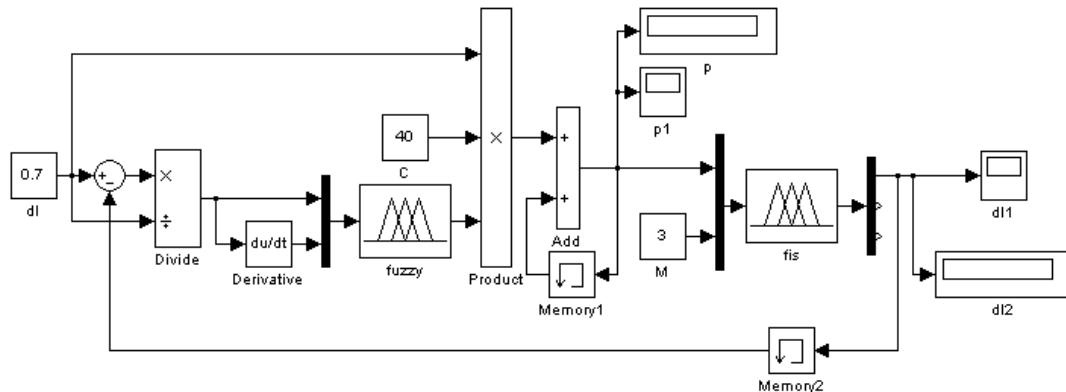 p
p1
40
C
+
+
Add
×
Product
0.7
dl
+
−
×
÷
Divide
du/dt
Derivative
fuzzy
Memory1
3
M
fis
dl1
dl2
Memory2